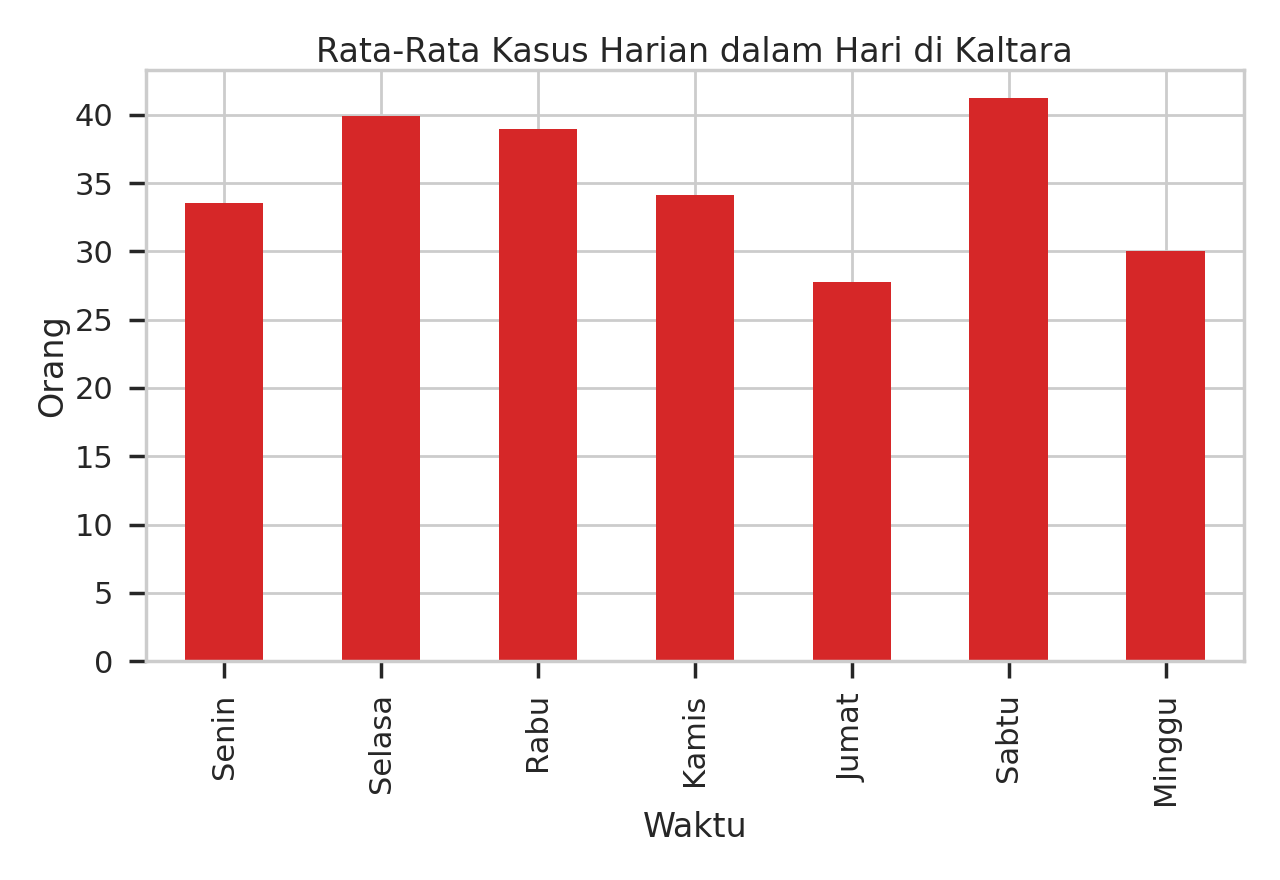 Rata-Rata Kasus Harian dalam Hari di Kaltara
Orang
40
35
30
25
20
15
10
5
0
Senin
Selasa
Rabu
Kamis
Jumat
Sabtu
Minggu
Waktu